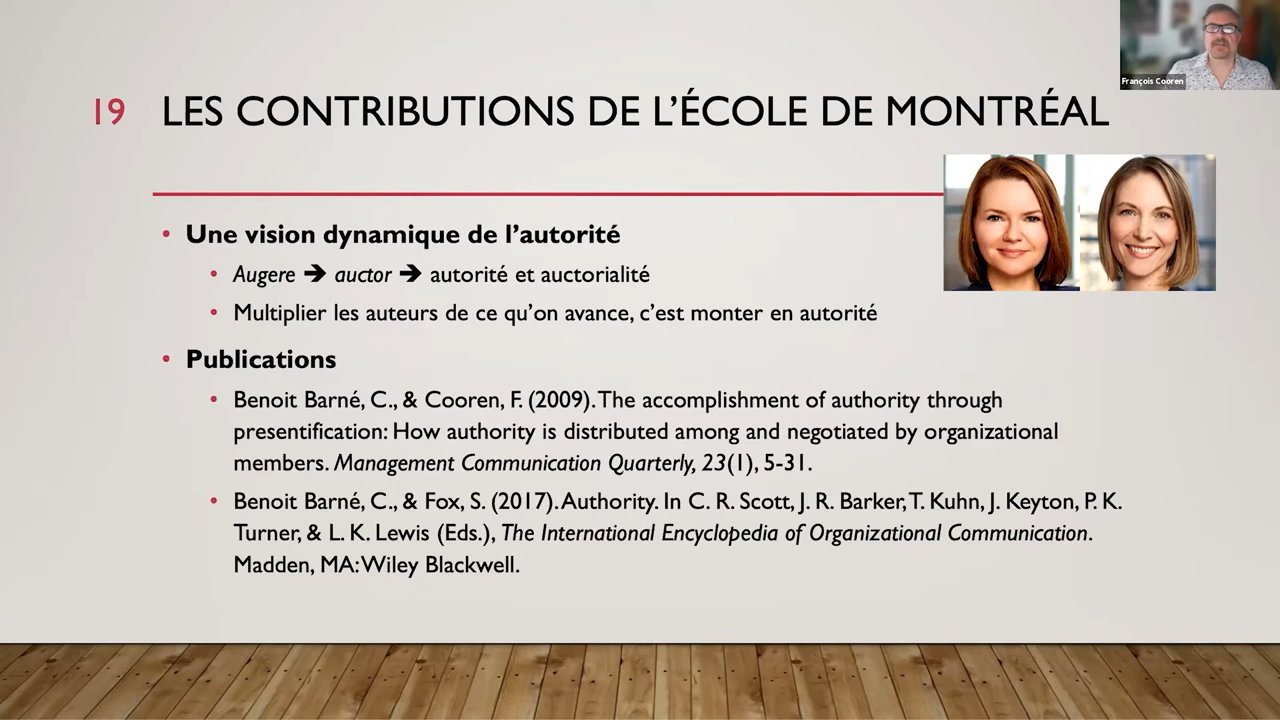 François Cooren
19 LES CONTRIBUTIONS DE L'ÉCOLE DE MONTRÉAL
• Une vision dynamique de l'autorité
• Augere ➔ auctor ➔ autorité et auctorialité
• Multiplier les auteurs de ce qu'on avance, c'est monter en autorité
• Publications
• Benoit Barné, C., & Cooren, F. (2009). The accomplishment of authority through
presentification: How authority is distributed among and negotiated by organizational
members. Management Communication Quarterly, 23(1), 5-31.
• Benoit Barné, C., & Fox, S. (2017). Authority. In C. R. Scott, J. R. Barker, T. Kuhn, J. Keyton, P. K.
Turner, & L. K. Lewis (Eds.), The International Encyclopedia of Organizational Communication.
Madden, MA: Wiley Blackwell.